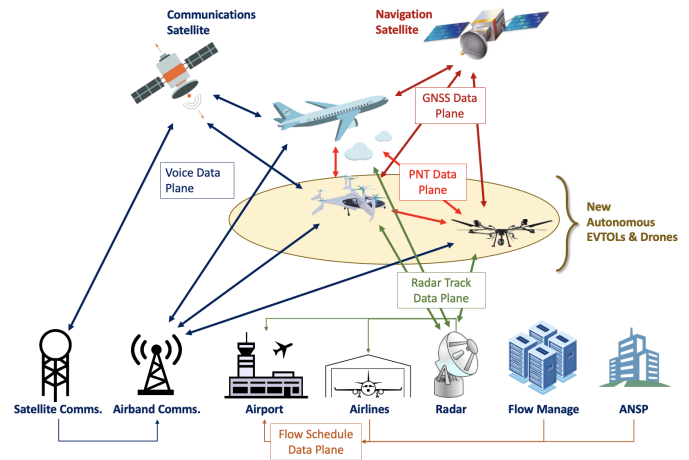 Communications
Satellite
Navigation
Satellite
GNSS Data
Plane
Voice Data
Plane
PNT Data
Plane
New
Autonomous
EVTOLs & Drones
Radar Track
Data Plane
Satellite Comms.
Airband Comms.
Airport
Airlines
Radar
Flow Manage
ANSP
Flow Schedule
Data Plane